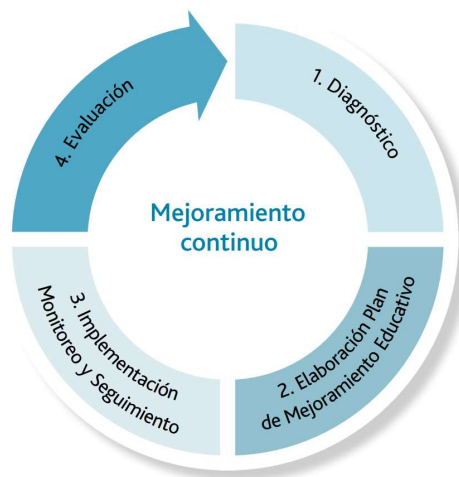 Mejoramiento
continuo
1. Diagnóstico
2. Elaboración Plan
de Mejoramiento Educativo
3. Implementación
Monitoreo y Seguimiento
4. Evaluación